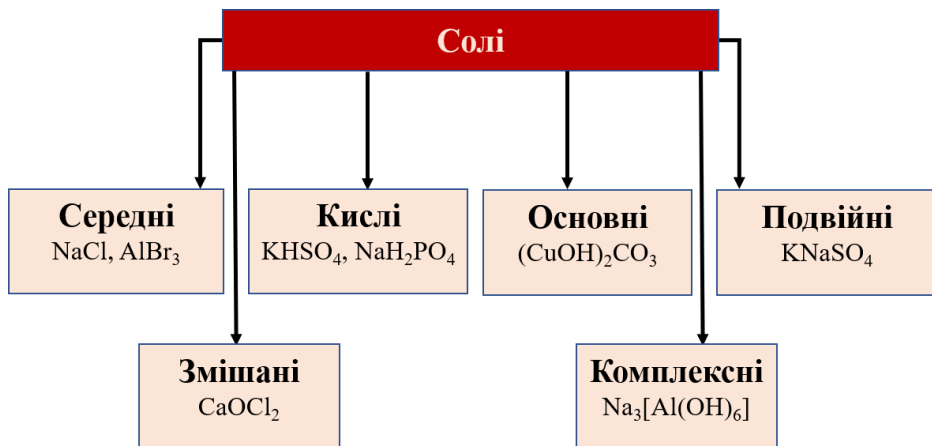 Солі
Середні
NaCl, AlBr₃
Кислі
KHSO₄, NaH₂PO₄
Основні
(CuOH)₂CO₃
Подвійні
KNaSO₄
Змішані
CaOCl₂
Комплексні
Na₃[Al(OH)₆]